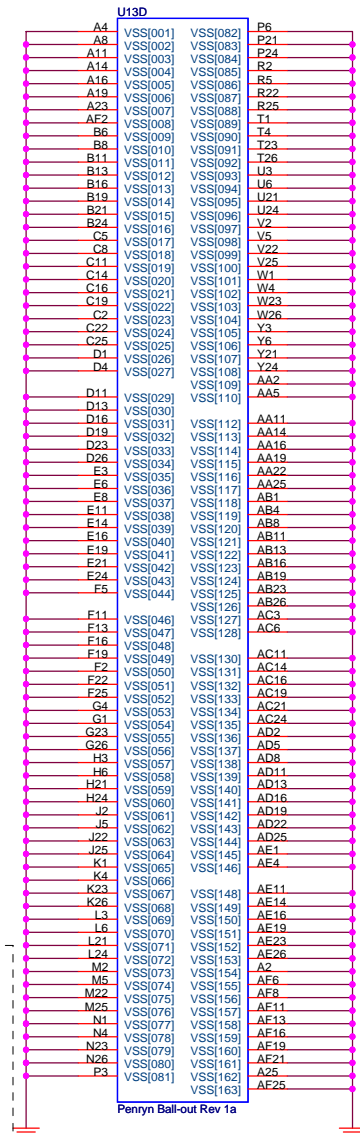 U13D
A4 VSS[001] VSS[082] P6
A8 VSS[002] VSS[083] P21
A11 VSS[003] VSS[084] P24
A14 VSS[004] VSS[085] R2
A16 VSS[005] VSS[086] R5
A19 VSS[006] VSS[087] R22
A23 VSS[007] VSS[088] R25
AF2 VSS[008] VSS[089] T1
B6 VSS[009] VSS[090] T4
B8 VSS[010] VSS[091] T23
B11 VSS[011] VSS[092] T26
B13 VSS[012] VSS[093] U3
B16 VSS[013] VSS[094] U6
B19 VSS[014] VSS[095] U21
B21 VSS[015] VSS[096] U24
B24 VSS[016] VSS[097] V2
C5 VSS[017] VSS[098] V5
C8 VSS[018] VSS[099] V22
C11 VSS[019] VSS[100] V25
C14 VSS[020] VSS[101] W1
C16 VSS[021] VSS[102] W4
C19 VSS[022] VSS[103] W23
C2 VSS[023] VSS[104] W26
C22 VSS[024] VSS[105] Y3
C25 VSS[025] VSS[106] Y6
D1 VSS[026] VSS[107] Y21
D4 VSS[027] VSS[108] Y24
VSS[109] AA2
D11 VSS[029] VSS[110] AA5
D13 VSS[030]
D16 VSS[031] VSS[112] AA11
D19 VSS[032] VSS[113] AA14
D23 VSS[033] VSS[114] AA16
D26 VSS[034] VSS[115] AA19
E3 VSS[035] VSS[116] AA22
E6 VSS[036] VSS[117] AA25
E8 VSS[037] VSS[118] AB1
E11 VSS[038] VSS[119] AB4
E14 VSS[039] VSS[120] AB8
E16 VSS[040] VSS[121] AB11
E19 VSS[041] VSS[122] AB13
E21 VSS[042] VSS[123] AB16
E24 VSS[043] VSS[124] AB19
F5 VSS[044] VSS[125] AB23
VSS[126] AB26
F11 VSS[046] VSS[127] AC3
F13 VSS[047] VSS[128] AC6
F16 VSS[048]
F19 VSS[049] VSS[130] AC11
F2 VSS[050] VSS[131] AC14
F22 VSS[051] VSS[132] AC16
F25 VSS[052] VSS[133] AC19
G4 VSS[053] VSS[134] AC21
G1 VSS[054] VSS[135] AC24
G23 VSS[055] VSS[136] AD2
G26 VSS[056] VSS[137] AD5
H3 VSS[057] VSS[138] AD8
H6 VSS[058] VSS[139] AD11
H21 VSS[059] VSS[140] AD13
H24 VSS[060] VSS[141] AD16
J2 VSS[061] VSS[142] AD19
J5 VSS[062] VSS[143] AD22
J22 VSS[063] VSS[144] AD25
J25 VSS[064] VSS[145] AE1
K1 VSS[065] VSS[146] AE4
K4 VSS[066]
K23 VSS[067] VSS[148] AE11
K26 VSS[068] VSS[149] AE14
L3 VSS[069] VSS[150] AE16
L6 VSS[070] VSS[151] AE19
L21 VSS[071] VSS[152] AE23
L24 VSS[072] VSS[153] AE26
M2 VSS[073] VSS[154] A2
M5 VSS[074] VSS[155] AF6
M22 VSS[075] VSS[156] AF8
M25 VSS[076] VSS[157] AF11
N1 VSS[077] VSS[158] AF13
N4 VSS[078] VSS[159] AF16
N23 VSS[079] VSS[160] AF19
N26 VSS[080] VSS[161] AF21
P3 VSS[081] VSS[162] A25
VSS[163] AF25
Penryn Ball-out Rev 1a